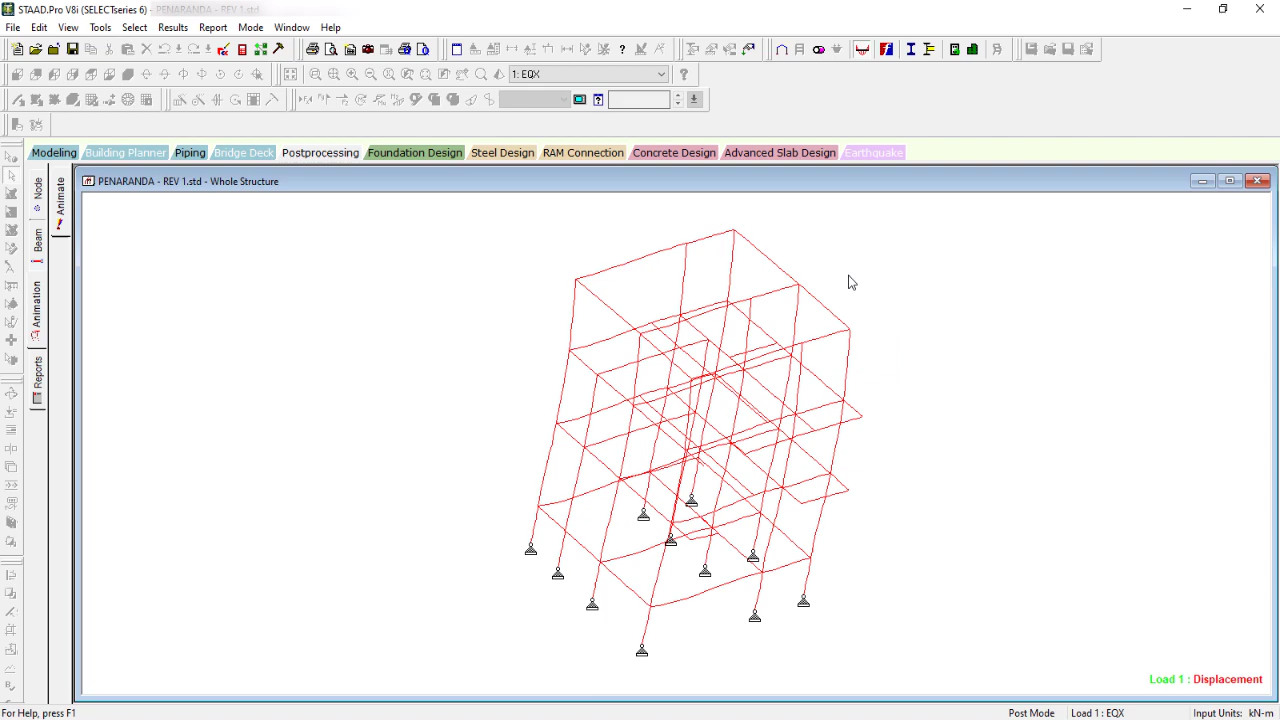 STAAD.Pro V8i (SELECTseries 6) - PENARANDA - REV 1.std
File Edit View Tools Select Results Report Mode Window Help
1: EQX
Modeling Building Planner Piping Bridge Deck Postprocessing Foundation Design Steel Design RAM Connection Concrete Design Advanced Slab Design Earthquake
PENARANDA - REV 1.std - Whole Structure
Node
Beam
Animation
Reports
Animate
Load 1 : Displacement
For Help, press F1 Post Mode Load 1 : EQX Input Units: kN-m